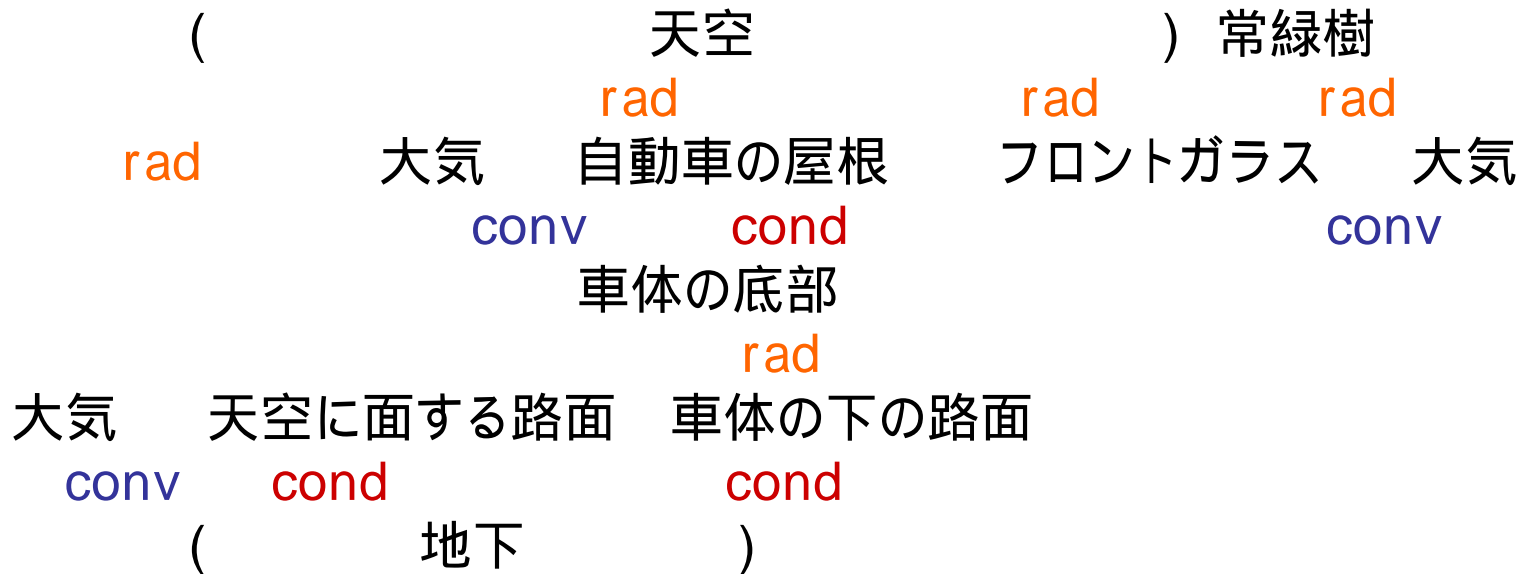 ( 天空 ) 常緑樹
rad rad rad
rad 大気 自動車の屋根 フロントガラス 大気
conv cond conv
車体の底部
rad
大気 天空に面する路面 車体の下の路面
conv cond cond
( 地下 )